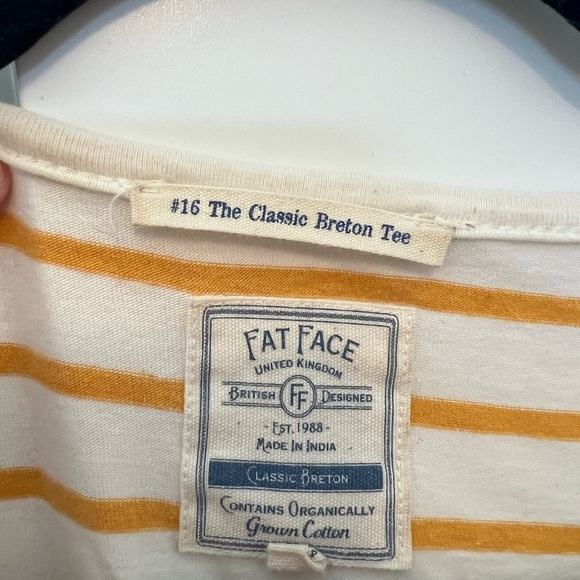 #16 The Classic Breton Tee
FAT FACE
UNITED KINGDOM
BRITISH FF DESIGNED
- EST. 1988 -
MADE IN INDIA
CLASSIC BRETON
CONTAINS ORGANICALLY
Grown Cotton